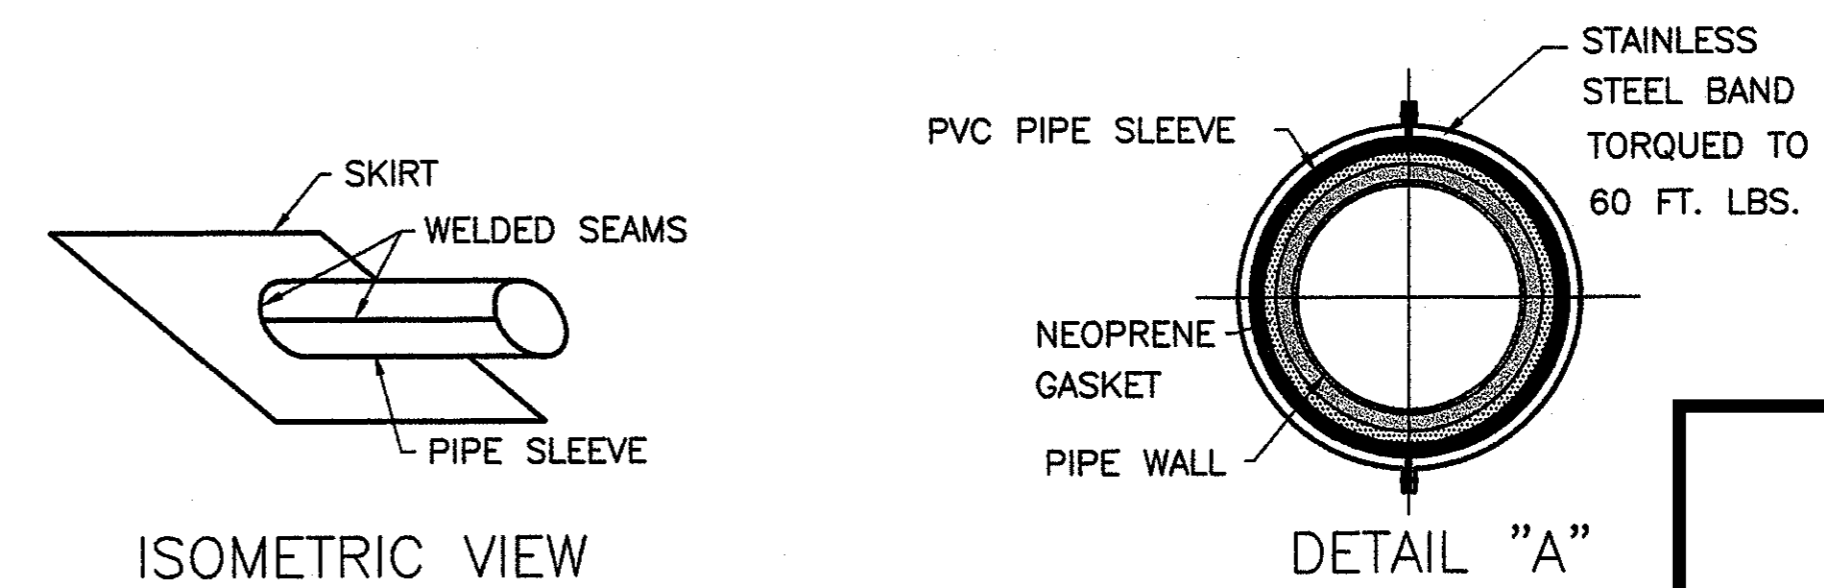 SKIRT
WELDED SEAMS
PIPE SLEEVE
ISOMETRIC VIEW
STAINLESS
STEEL BAND
TORQUED TO
60 FT. LBS.
PVC PIPE SLEEVE
NEOPRENE
GASKET
PIPE WALL
DETAIL "A"